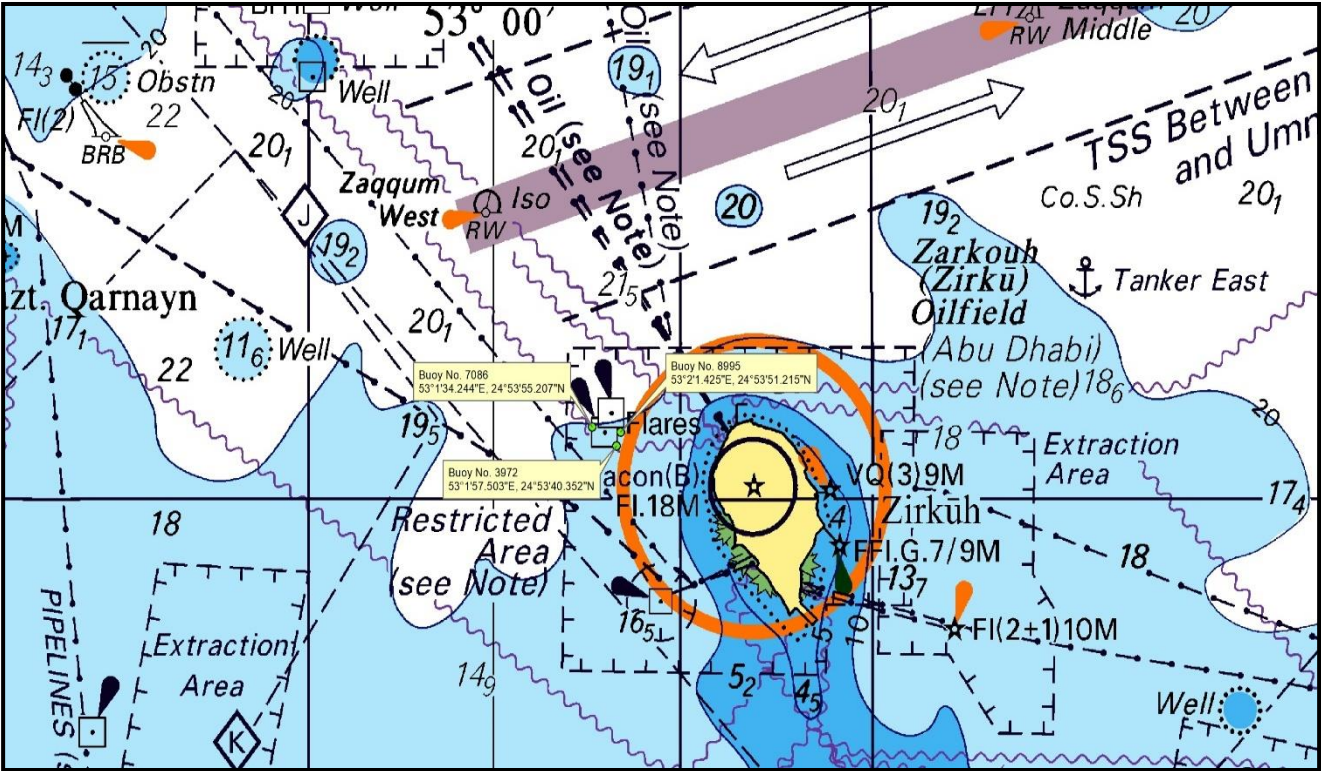 Well
53° 00'
Oil
Zaqqum
Middle
RW
20
20
14₃
15
Obstn
Fl(2)
22
BRB
20
Well
19₁
(see Note)
Oil (see Note)
20₁
TSS Between
and Umm
Co.S.Sh
20₁
20₁
20₁
Zaqqum
West
Iso
RW
J
19₂
20
19₂
Zarkouh
(Zirkū)
Oilfield
(Abu Dhabi)
(see Note)
18₆
Tanker East
21₅
M
zt. Qarnayn
17₁
20₁
11₆
Well
22
Buoy No. 7086
53°1'34.244"E, 24°53'55.207"N
Buoy No. 8995
53°2'1.425"E, 24°53'51.215"N
Buoy No. 3972
53°1'57.503"E, 24°53'40.352"N
Flares
19₅
20
18
Extraction
Area
acon(B)
Fl.18M
VQ(3)9M
4
Zirkūh
17₄
18
Restricted
Area
(see Note)
FFl.G.7/9M
18
13₇
16₅
5
10
Fl(2+1)10M
PIPELINES
Extraction
Area
14₉
5₂
4₅
Well
K